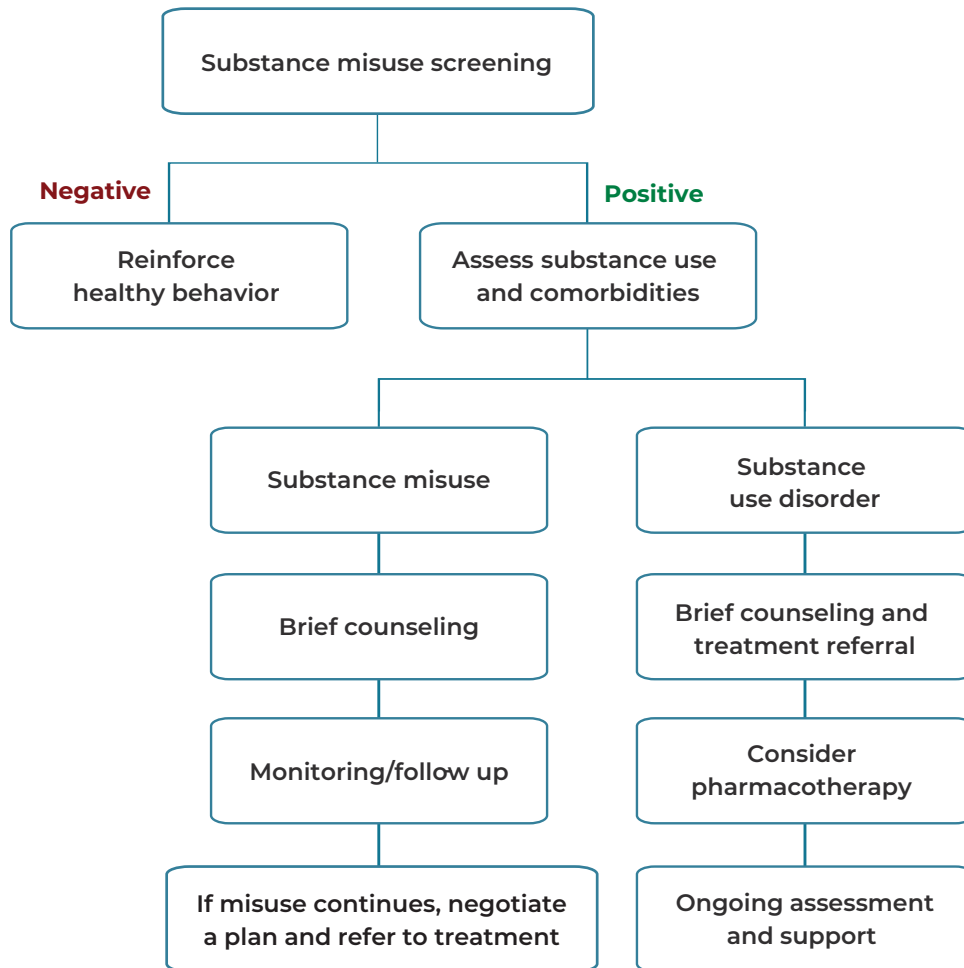 Substance misuse screening
Negative
Positive
Reinforce
healthy behavior
Assess substance use
and comorbidities
Substance misuse
Substance
use disorder
Brief counseling
Brief counseling and
treatment referral
Monitoring/follow up
Consider
pharmacotherapy
If misuse continues, negotiate
a plan and refer to treatment
Ongoing assessment
and support